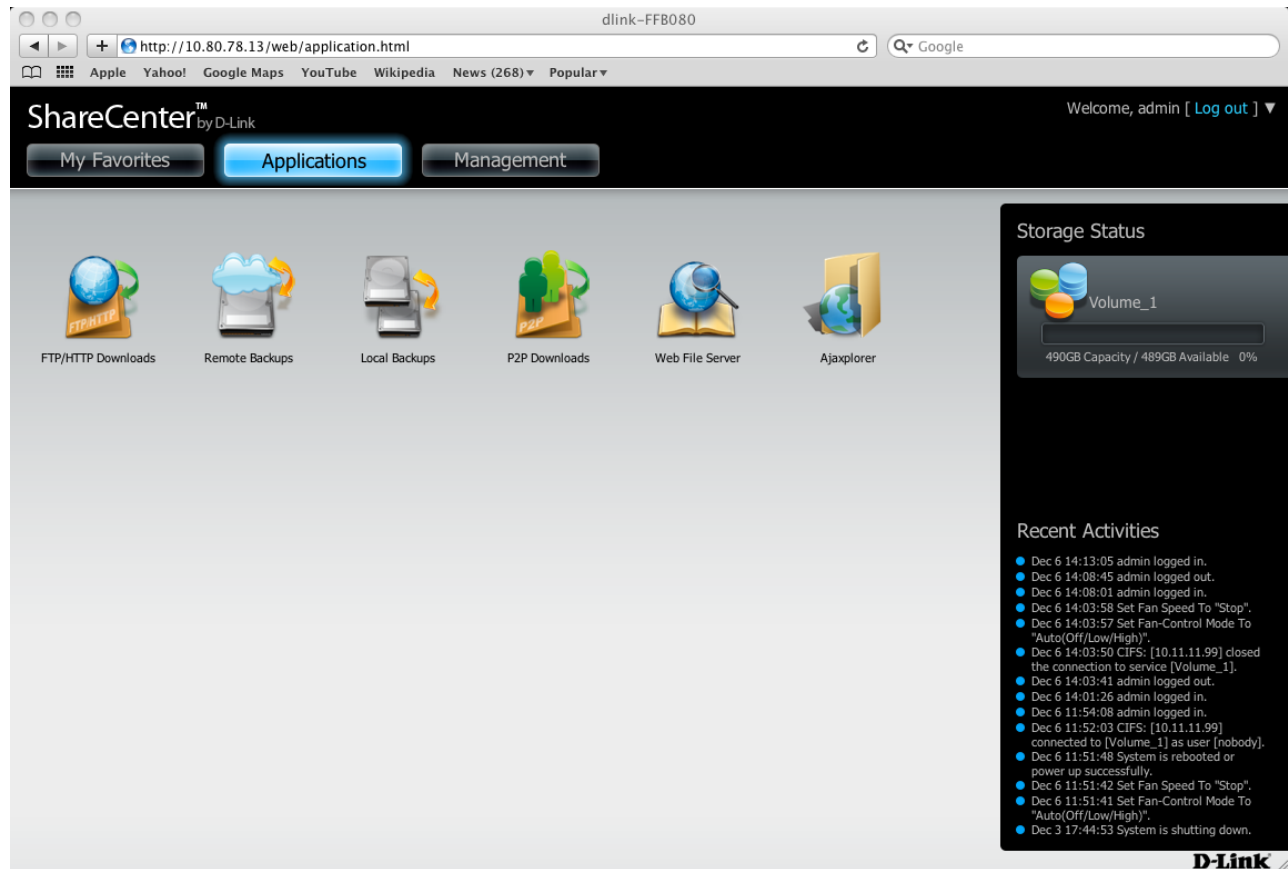 dlink-FFB080
http://10.80.78.13/web/application.html
Google
Apple Yahoo! Google Maps YouTube Wikipedia News (268)▾ Popular▾
ShareCenter™ by D-Link
Welcome, admin [ Log out ] ▼
My Favorites Applications Management
Storage Status
Volume_1
490GB Capacity / 489GB Available 0%
FTP/HTTP
P2P
FTP/HTTP Downloads
Remote Backups
Local Backups
P2P Downloads
Web File Server
Ajaxplorer
Recent Activities
Dec 6 14:13:05 admin logged in.
Dec 6 14:08:45 admin logged out.
Dec 6 14:08:01 admin logged in.
Dec 6 14:03:58 Set Fan Speed To "Stop".
Dec 6 14:03:57 Set Fan-Control Mode To
"Auto(Off/Low/High)".
Dec 6 14:03:50 CIFS: [10.11.11.99] closed
the connection to service [Volume_1].
Dec 6 14:03:41 admin logged out.
Dec 6 14:01:26 admin logged in.
Dec 6 11:54:08 admin logged in.
Dec 6 11:52:03 CIFS: [10.11.11.99]
connected to [Volume_1] as user [nobody].
Dec 6 11:51:48 System is rebooted or
power up successfully.
Dec 6 11:51:42 Set Fan Speed To "Stop".
Dec 6 11:51:41 Set Fan-Control Mode To
"Auto(Off/Low/High)".
Dec 3 17:44:53 System is shutting down.
D-Link